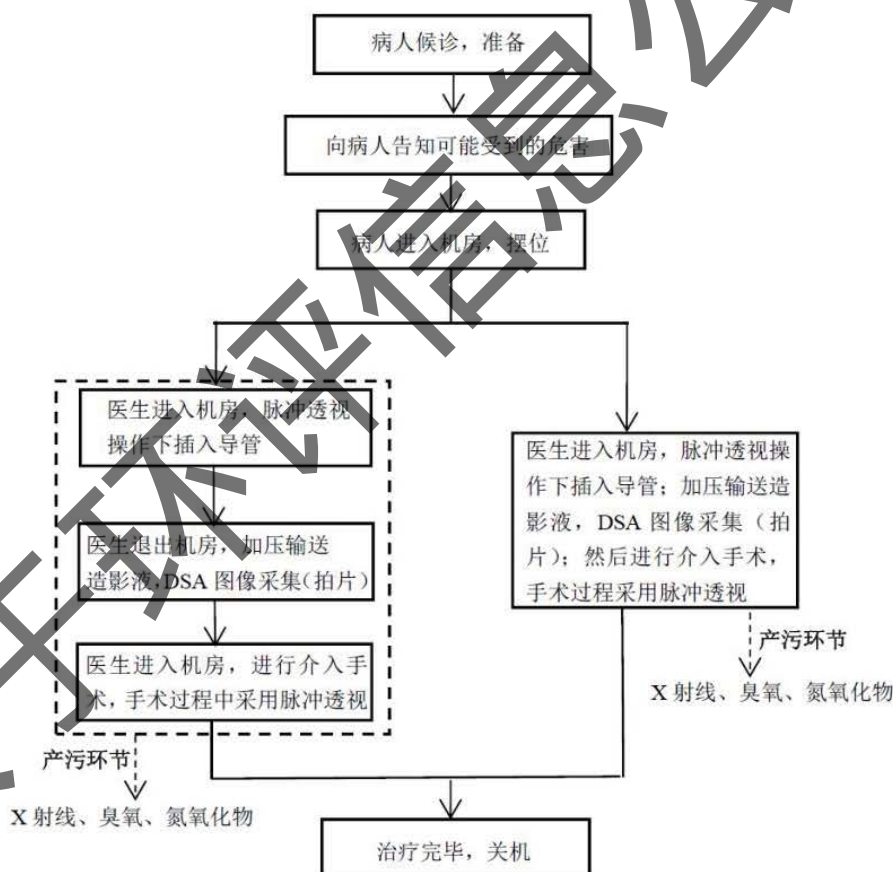 病人候诊，准备
向病人告知可能受到的危害
病人进入机房，摆位
医生进入机房，脉冲透视
操作下插入导管
医生退出机房，加压输送
造影液，DSA 图像采集（拍片）
医生进入机房，进行介入手
术，手术过程中采用脉冲透视
产污环节
X 射线、臭氧、氮氧化物
医生进入机房，脉冲透视操
作下插入导管；加压输送造
影液，DSA 图像采集（拍
片）；然后进行介入手术，
手术过程采用脉冲透视
产污环节
X 射线、臭氧、氮氧化物
治疗完毕，关机
于环评信息公